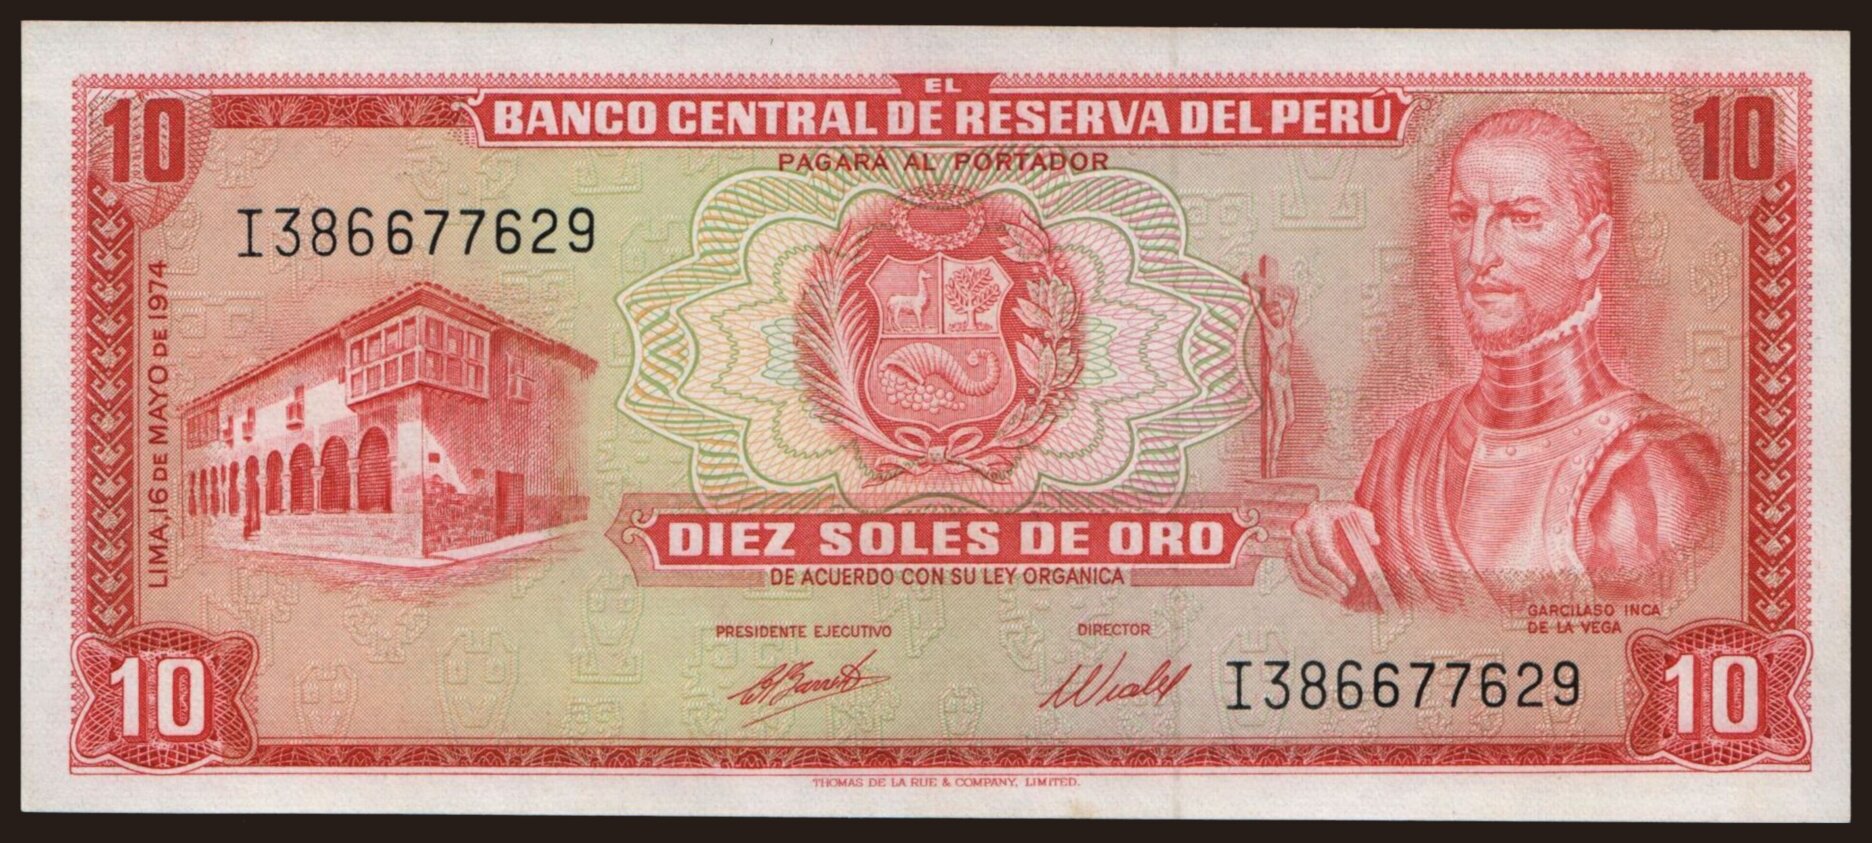 EL
10 BANCO CENTRAL DE RESERVA DEL PERÚ 10
PAGARÁ AL PORTADOR
I386677629
LIMA, 16 DE MAYO DE 1974
DIEZ SOLES DE ORO
DE ACUERDO CON SU LEY ORGANICA
GARCILASO INCA
DE LA VEGA
PRESIDENTE EJECUTIVO DIRECTOR
I386677629
10 10
THOMAS DE LA RUE & COMPANY, LIMITED.